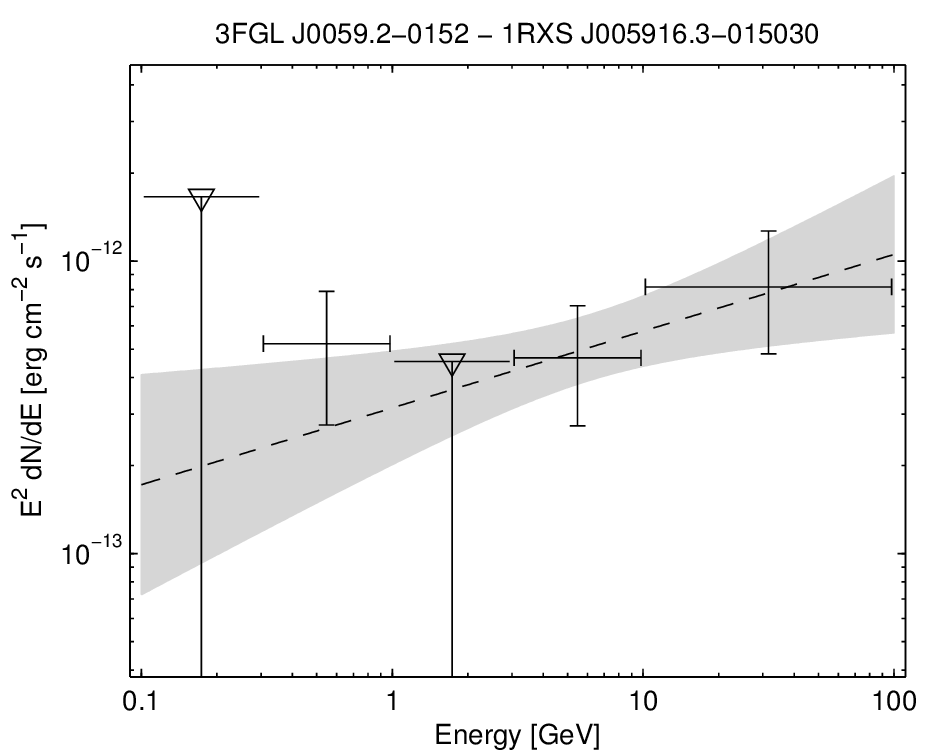 3FGL J0059.2−0152 − 1RXS J005916.3−015030
E² dN/dE [erg cm⁻² s⁻¹]
10⁻¹²
10⁻¹³
0.1 1 10 100
Energy [GeV]